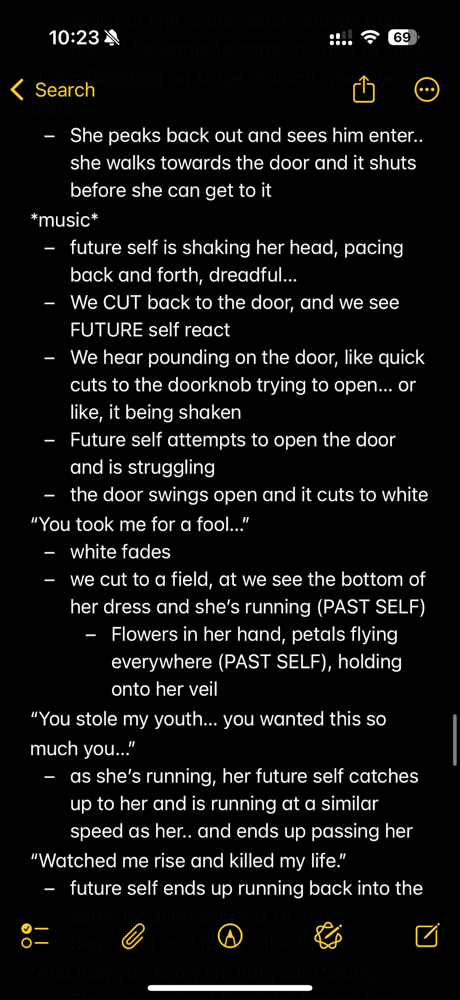 wall, but she comes back outside and
10:23
69
asks if he wants to come in.. and he nods
"I'm a Goddess on stage, human when we're
Search
alone."
– She peaks back out and sees him enter..
she walks towards the door and it shuts
before she can get to it
*music*
– future self is shaking her head, pacing
back and forth, dreadful...
– We CUT back to the door, and we see
FUTURE self react
– We hear pounding on the door, like quick
cuts to the doorknob trying to open... or
like, it being shaken
– Future self attempts to open the door
and is struggling
– the door swings open and it cuts to white
“You took me for a fool...”
– white fades
– we cut to a field, at we see the bottom of
her dress and she’s running (PAST SELF)
– Flowers in her hand, petals flying
everywhere (PAST SELF), holding
onto her veil
“You stole my youth... you wanted this so
much you...”
– as she’s running, her future self catches
up to her and is running at a similar
speed as her.. and ends up passing her
“Watched me rise and killed my life.”
– future self ends up running back into the
same location she was at in the
and to the
“And now you know I’m not your f*cking...”